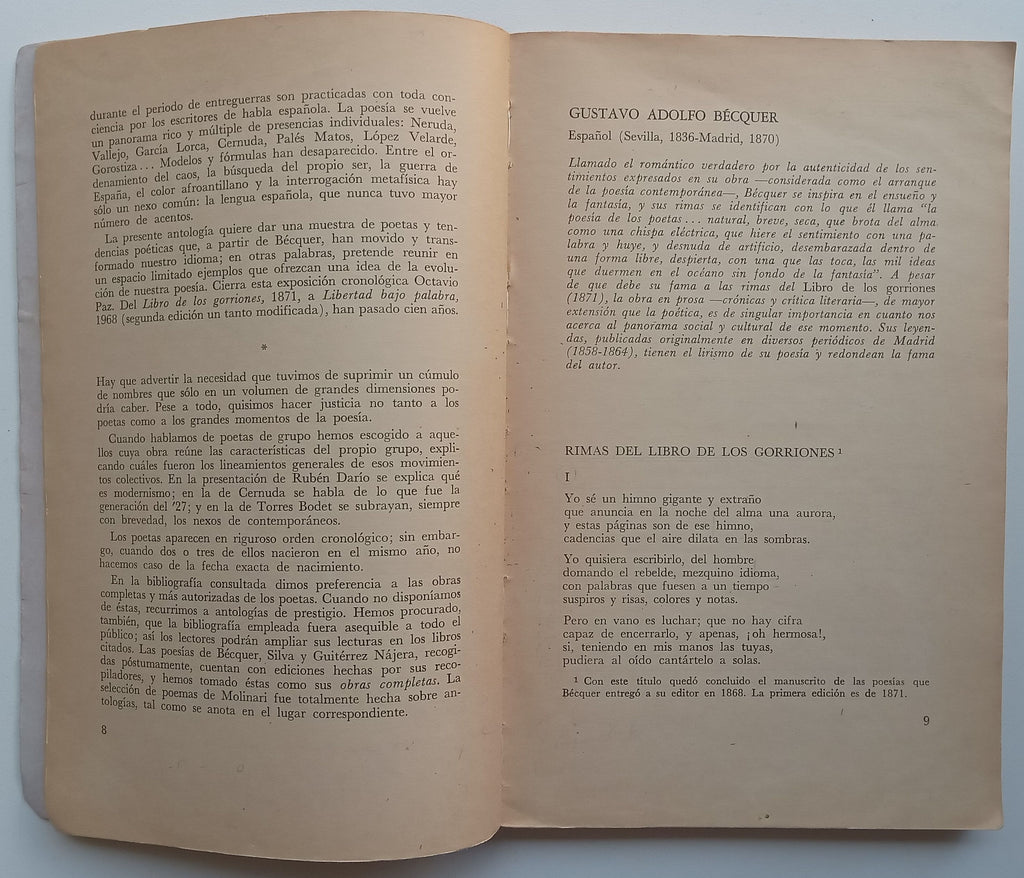 durante el periodo de entreguerras son practicadas con toda con-
ciencia por los escritores de habla española. La poesía se vuelve
un panorama rico y múltiple de presencias individuales: Neruda,
Vallejo, García Lorca, Cernuda, Palés Matos, López Velarde,
Gorostiza... Modelos y fórmulas han desaparecido. Entre el or-
denamiento del caos, la búsqueda del propio ser, la guerra de
España, el color afroantillano y la interrogación metafísica hay
sólo un nexo común: la lengua española, que nunca tuvo mayor
número de acentos.
La presente antología quiere dar una muestra de poetas y ten-
dencias poéticas que, a partir de Bécquer, han movido y trans-
formado nuestro idioma; en otras palabras, pretende reunir en
un espacio limitado ejemplos que ofrezcan una idea de la evolu-
ción de nuestra poesía. Cierra esta exposición cronológica Octavio
Paz. Del Libro de los gorriones, 1871, a Libertad bajo palabra,
1968 (segunda edición un tanto modificada), han pasado cien años.
*
Hay que advertir la necesidad que tuvimos de suprimir un cúmulo
de nombres que sólo en un volumen de grandes dimensiones po-
dría caber. Pese a todo, quisimos hacer justicia no tanto a los
poetas como a los grandes momentos de la poesía.
Cuando hablamos de poetas de grupo hemos escogido a aque-
llos cuya obra reúne las características del propio grupo, expli-
cando cuáles fueron los lineamientos generales de esos movimien-
tos colectivos. En la presentación de Rubén Darío se explica qué
es modernismo; en la de Cernuda se habla de lo que fue la
generación del '27; y en la de Torres Bodet se subrayan, siempre
con brevedad, los nexos de contemporáneos.
Los poetas aparecen en riguroso orden cronológico; sin embar-
go, cuando dos o tres de ellos nacieron en el mismo año, no
hacemos caso de la fecha exacta de nacimiento.
En la bibliografía consultada dimos preferencia a las obras
completas y más autorizadas de los poetas. Cuando no disponíamos
de éstas, recurrimos a antologías de prestigio. Hemos procurado,
también, que la bibliografía empleada fuera asequible a todo el
público; así los lectores podrán ampliar sus lecturas en los libros
citados. Las poesías de Bécquer, Silva y Guitérrez Nájera, recogi-
das póstumamente, cuentan con ediciones hechas por sus reco-
piladores, y hemos tomado éstas como sus obras completas. La
selección de poemas de Molinari fue totalmente hecha sobre an-
tologías, tal como se anota en el lugar correspondiente.
8
GUSTAVO ADOLFO BÉCQUER
Español (Sevilla, 1836-Madrid, 1870)
Llamado el romántico verdadero por la autenticidad de los sen-
timientos expresados en su obra —considerada como el arranque
de la poesía contemporánea—, Bécquer se inspira en el ensueño y
la fantasía, y sus rimas se identifican con lo que él llama "la
poesía de los poetas... natural, breve, seca, que brota del alma
como una chispa eléctrica, que hiere el sentimiento con una pa-
labra y huye, y desnuda de artificio, desembarazada dentro de
una forma libre, despierta, con una que las toca, las mil ideas
que duermen en el océano sin fondo de la fantasía". A pesar
de que debe su fama a las rimas del Libro de los gorriones
(1871), la obra en prosa —crónicas y crítica literaria—, de mayor
extensión que la poética, es de singular importancia en cuanto nos
acerca al panorama social y cultural de ese momento. Sus leyen-
das, publicadas originalmente en diversos periódicos de Madrid
(1858-1864), tienen el lirismo de su poesía y redondean la fama
del autor.
RIMAS DEL LIBRO DE LOS GORRIONES 1
I
Yo sé un himno gigante y extraño
que anuncia en la noche del alma una aurora,
y estas páginas son de ese himno,
cadencias que el aire dilata en las sombras.
Yo quisiera escribirlo, del hombre
domando el rebelde, mezquino idioma,
con palabras que fuesen a un tiempo
suspiros y risas, colores y notas.
Pero en vano es luchar; que no hay cifra
capaz de encerrarlo, y apenas, ¡oh hermosa!,
si, teniendo en mis manos las tuyas,
pudiera al oído cantártelo a solas.
1 Con este título quedó concluido el manuscrito de las poesías que
Bécquer entregó a su editor en 1868. La primera edición es de 1871.
9